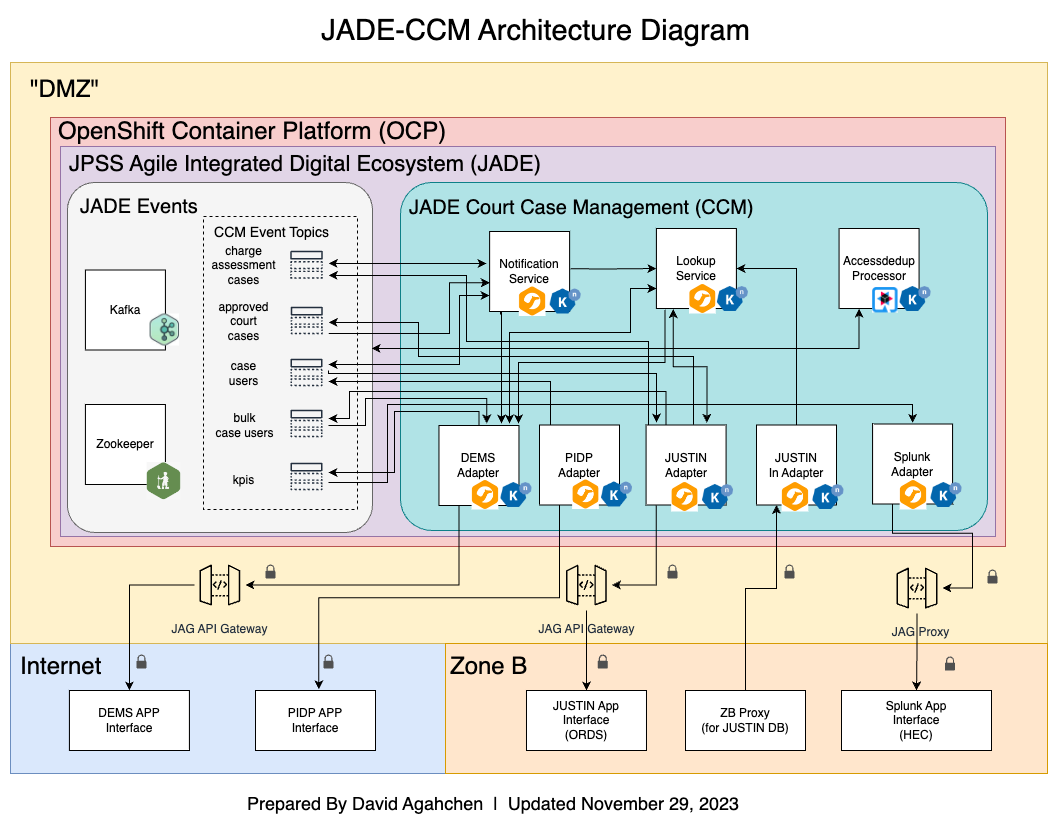 JADE-CCM Architecture Diagram
"DMZ"
OpenShift Container Platform (OCP)
JPSS Agile Integrated Digital Ecosystem (JADE)
JADE Events
Kafka
Zookeeper
CCM Event Topics
charge
assessment
cases
approved
court
cases
case
users
bulk
case users
kpis
JADE Court Case Management (CCM)
Notification
Service
K
n
Lookup
Service
K
n
Accessdedup
Processor
K
n
DEMS
Adapter
K
n
PIDP
Adapter
K
n
JUSTIN
Adapter
K
n
JUSTIN
In Adapter
K
n
Splunk
Adapter
K
n
</>
JAG API Gateway
</>
JAG API Gateway
</>
JAG Proxy
Internet
DEMS APP
Interface
PIDP APP
Interface
Zone B
JUSTIN App
Interface
(ORDS)
ZB Proxy
(for JUSTIN DB)
Splunk App
Interface
(HEC)
Prepared By David Agahchen | Updated November 29, 2023